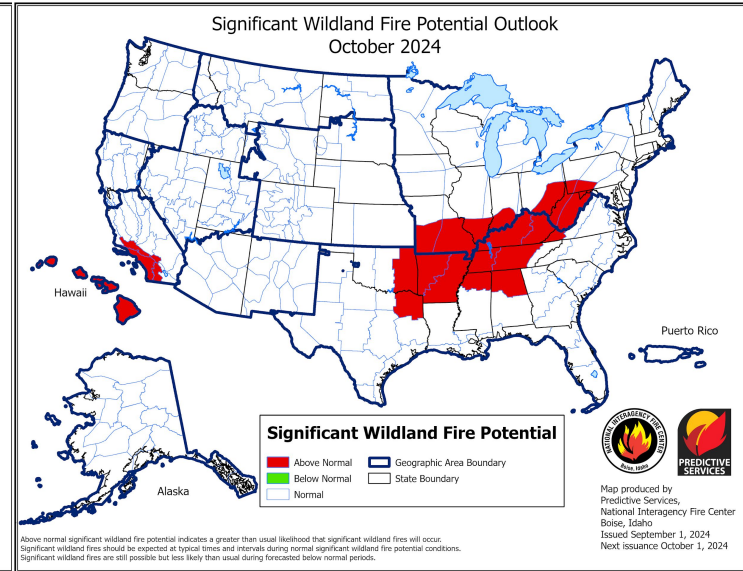 Significant Wildland Fire Potential Outlook
October 2024
Hawaii
Puerto Rico
Alaska
Significant Wildland Fire Potential
Above Normal
Below Normal
Normal
Geographic Area Boundary
State Boundary
NATIONAL INTERAGENCY FIRE CENTER
Boise, Idaho
PREDICTIVE
SERVICES
Map produced by
Predictive Services,
National Interagency Fire Center
Boise, Idaho
Issued September 1, 2024
Next issuance October 1, 2024
Above normal significant wildland fire potential indicates a greater than usual likelihood that significant wildland fires will occur.
Significant wildland fires should be expected at typical times and intervals during normal significant wildland fire potential conditions.
Significant wildland fires are still possible but less likely than usual during forecasted below normal periods.